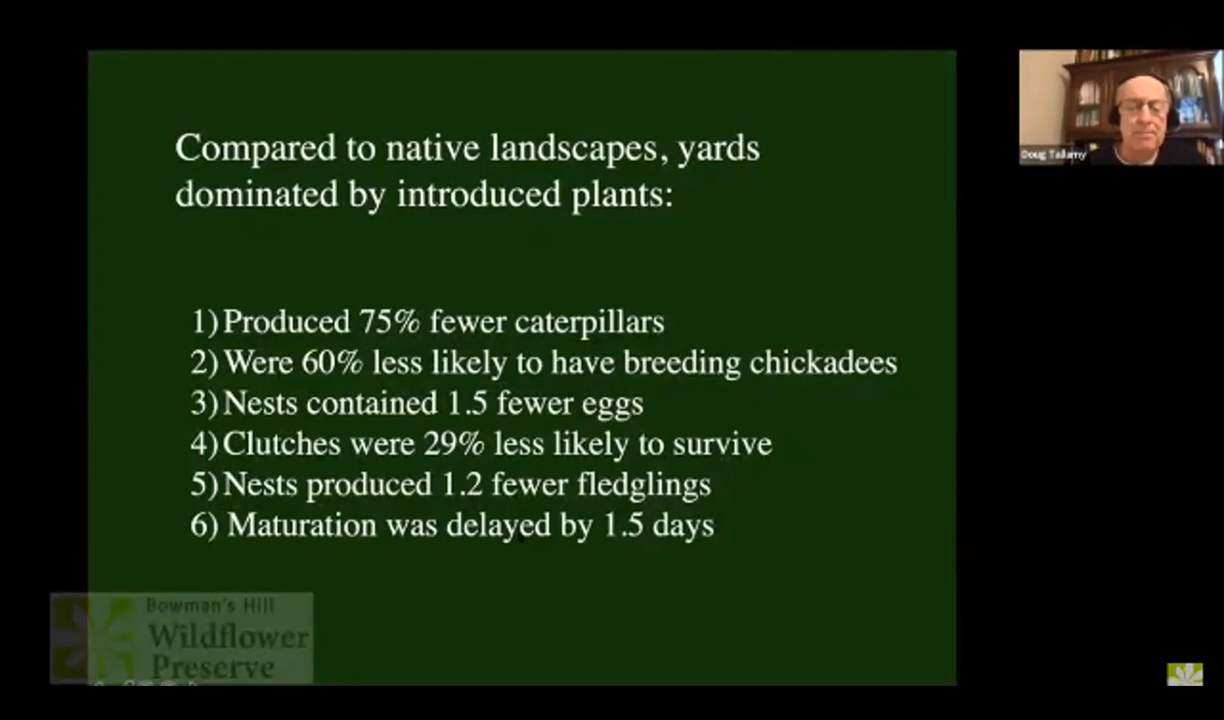 Compared to native landscapes, yards
dominated by introduced plants:
1) Produced 75% fewer caterpillars
2) Were 60% less likely to have breeding chickadees
3) Nests contained 1.5 fewer eggs
4) Clutches were 29% less likely to survive
5) Nests produced 1.2 fewer fledglings
6) Maturation was delayed by 1.5 days
Doug Tallamy
Bowman's Hill
Wildflower
Preserve